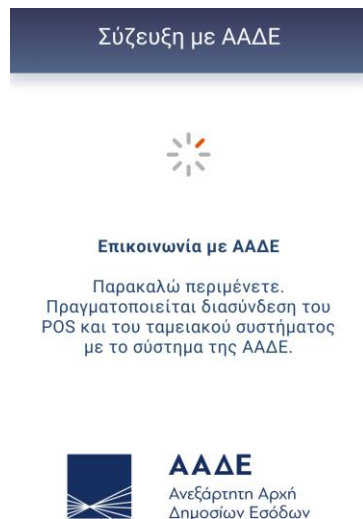 Σύζευξη με ΑΑΔΕ
Επικοινωνία με ΑΑΔΕ
Παρακαλώ περιμένετε.
Πραγματοποιείται διασύνδεση του
POS και του ταμειακού συστήματος
με το σύστημα της ΑΑΔΕ.
ΑΑΔΕ
Ανεξάρτητη Αρχή
Δημοσίων Εσόδων